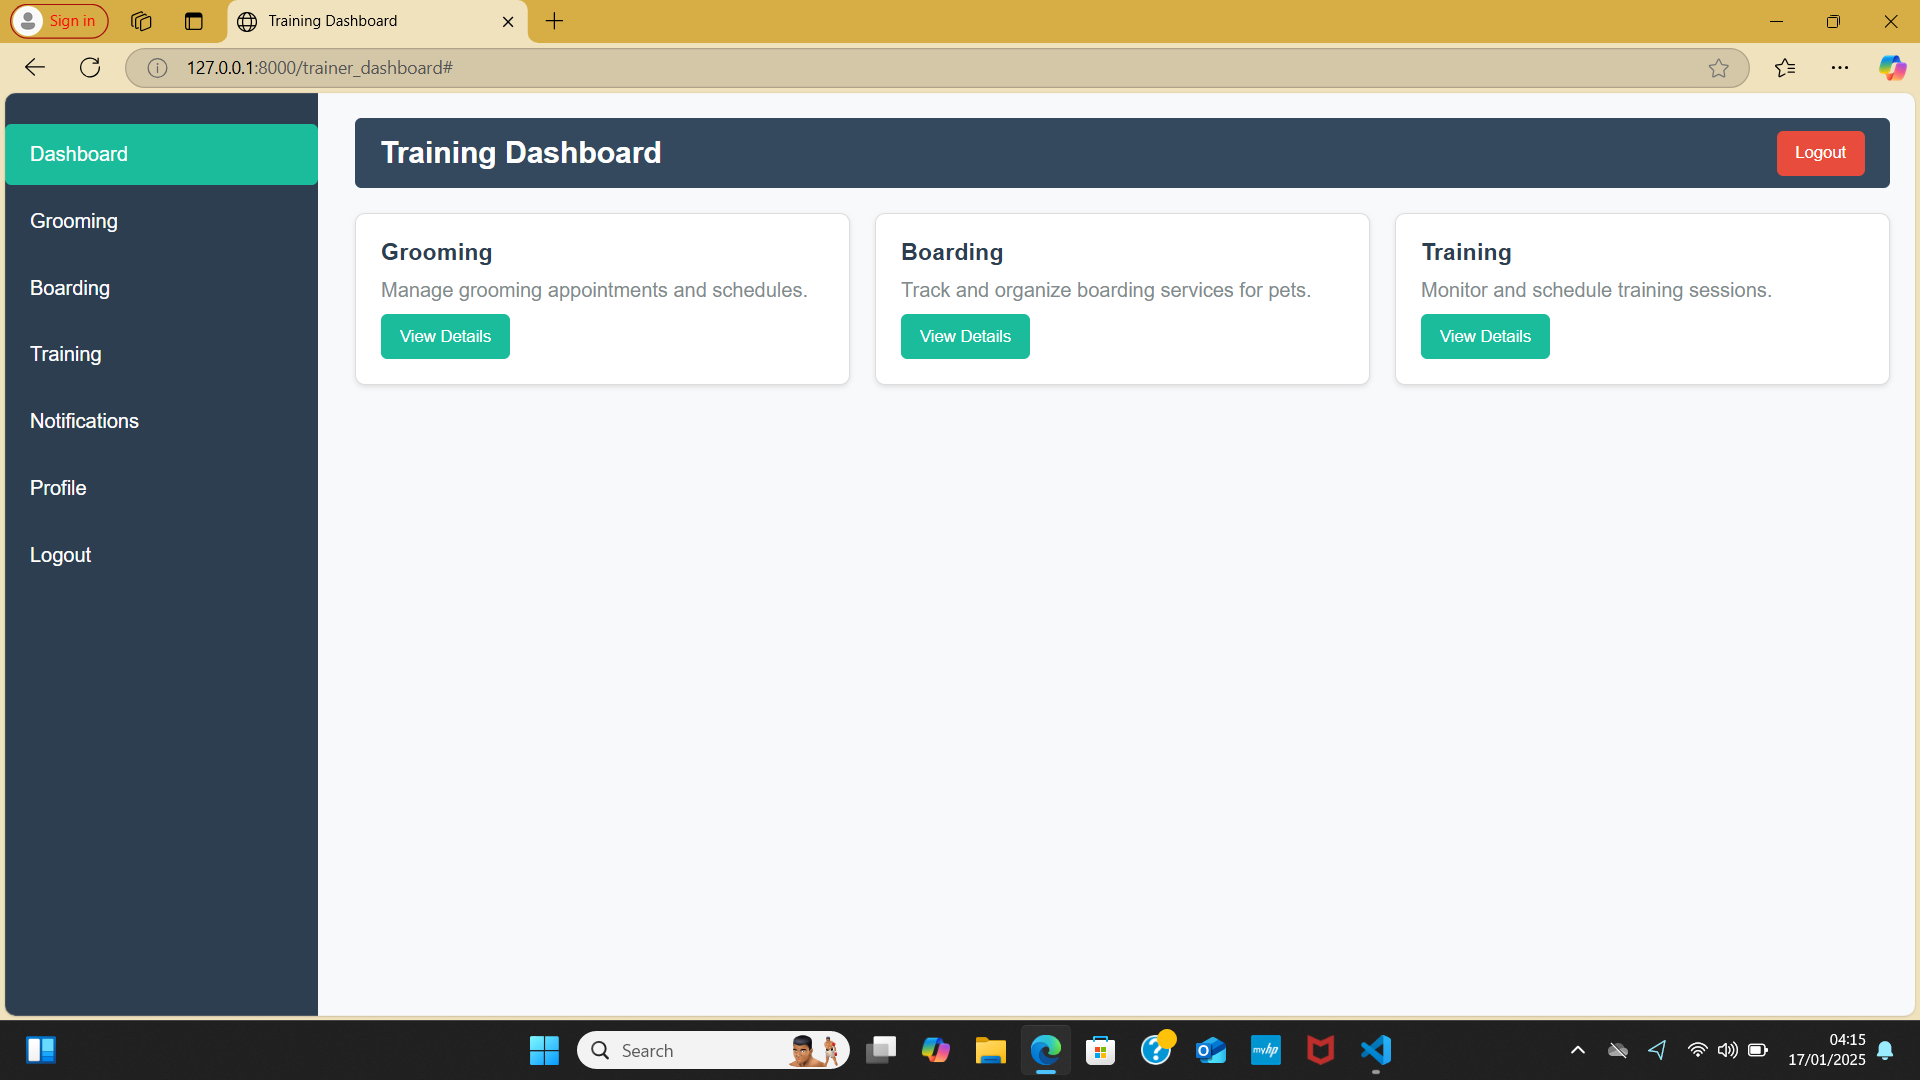 Sign in
Training Dashboard
127.0.0.1:8000/trainer_dashboard#
Dashboard
Grooming
Boarding
Training
Notifications
Profile
Logout
Training Dashboard
Logout
Grooming
Manage grooming appointments and schedules.
View Details
Boarding
Track and organize boarding services for pets.
View Details
Training
Monitor and schedule training sessions.
View Details
Search
myhp
04:15
17/01/2025